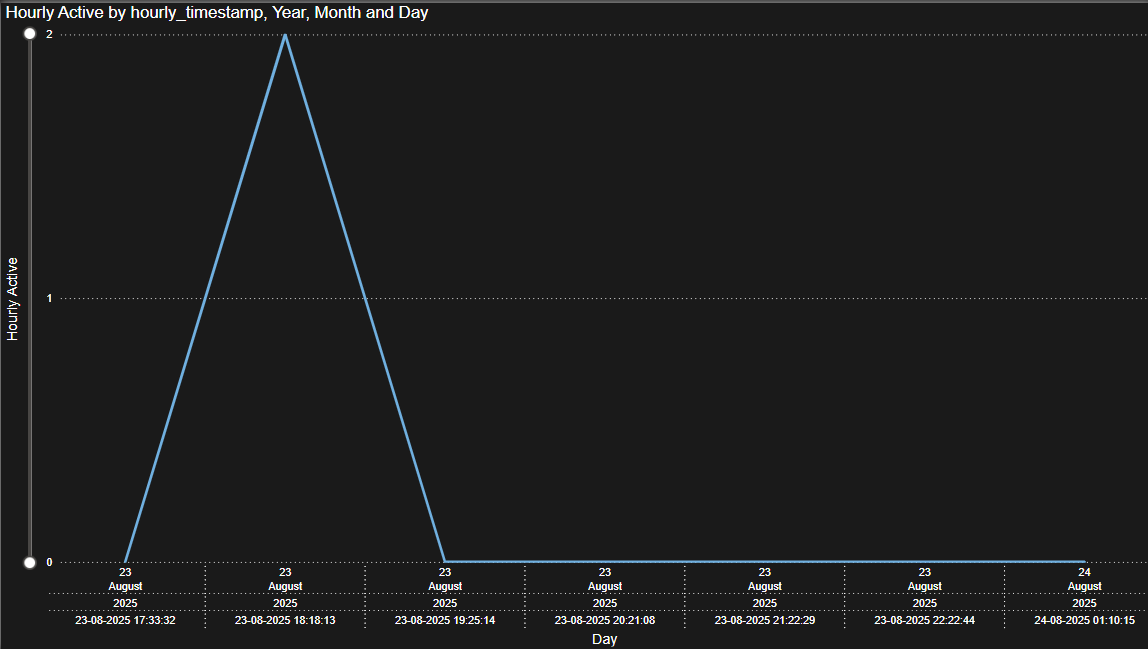 Hourly Active by hourly_timestamp, Year, Month and Day
Hourly Active
2
1
0
23 23 23 23 23 23 24
August August August August August August August
2025 2025 2025 2025 2025 2025 2025
23-08-2025 17:33:32 23-08-2025 18:18:13 23-08-2025 19:25:14 23-08-2025 20:21:08 23-08-2025 21:22:29 23-08-2025 22:22:44 24-08-2025 01:10:15
Day